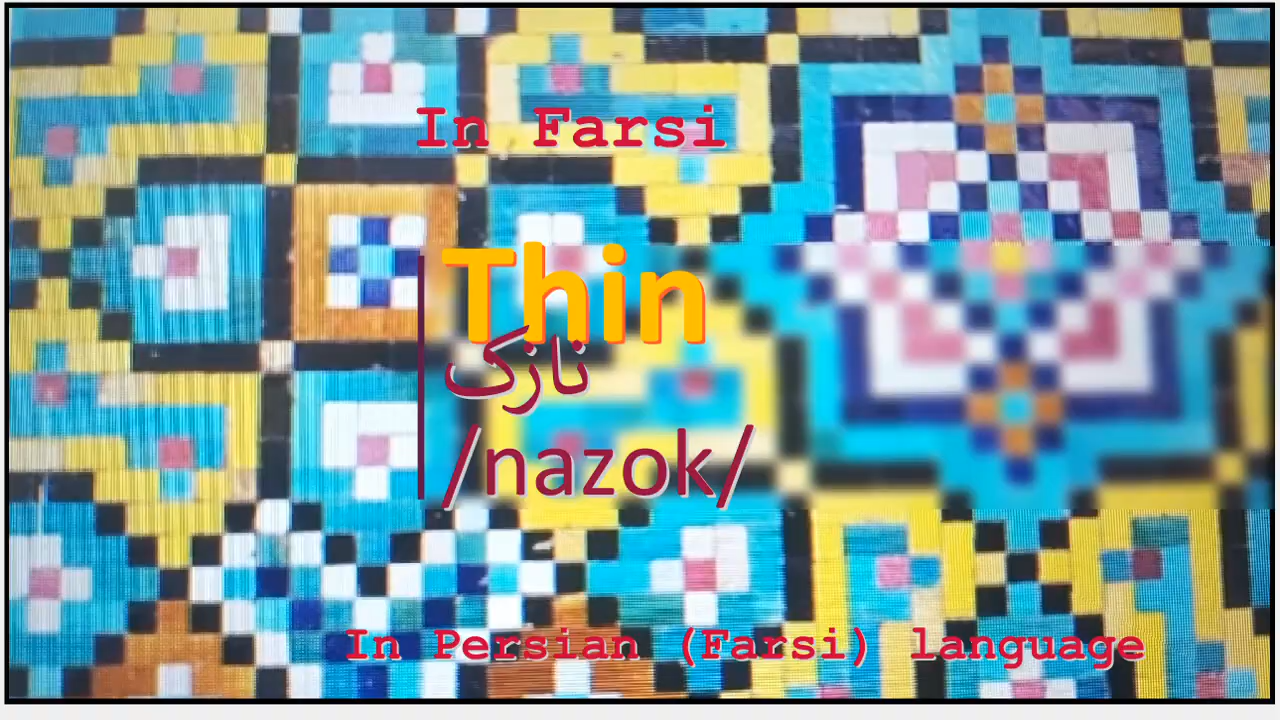 In Farsi
Thin
نازک
/nazok/
In Persian (Farsi) language